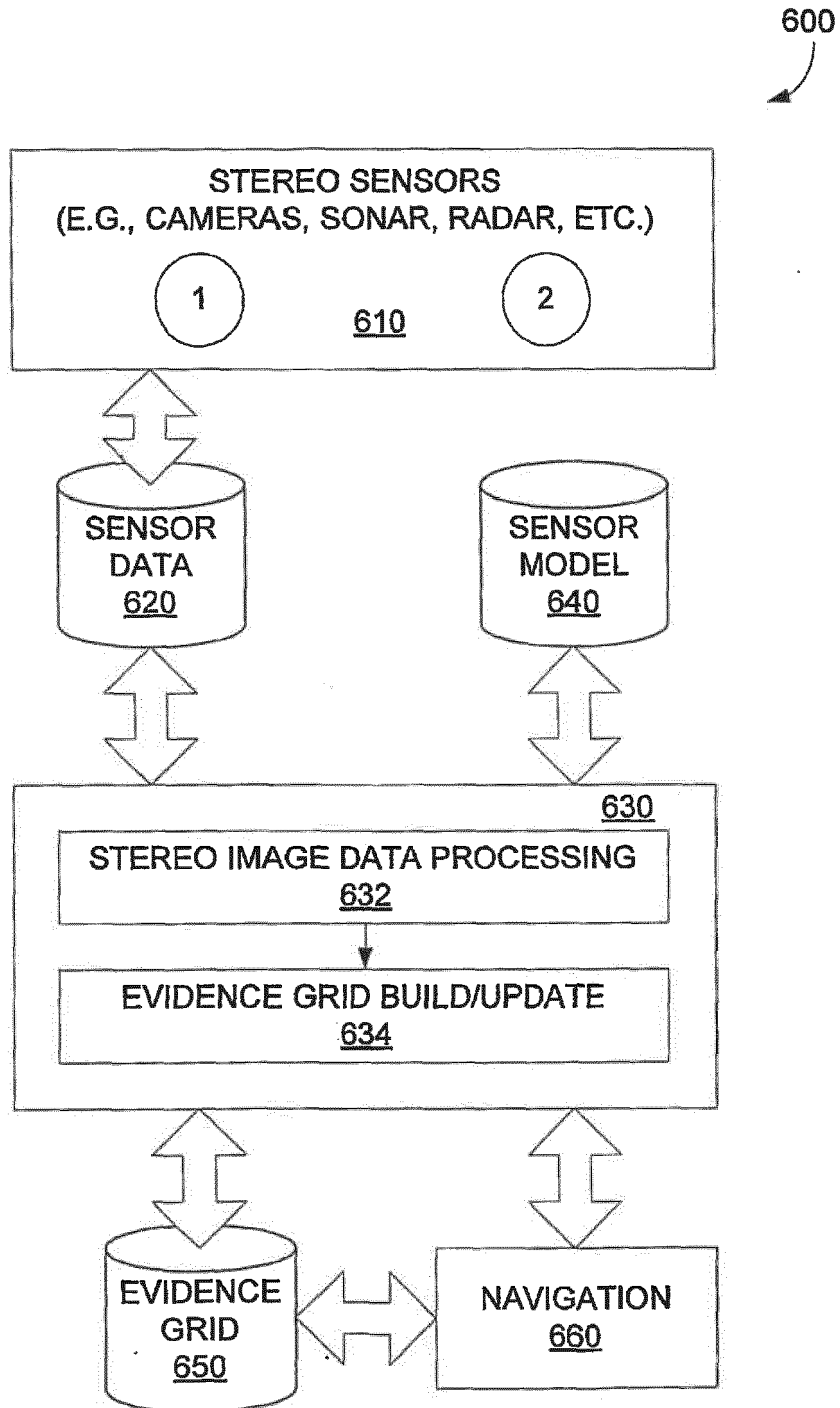 600
STEREO SENSORS
(E.G., CAMERAS, SONAR, RADAR, ETC.)
1
2
610
SENSOR
DATA
620
SENSOR
MODEL
640
630
STEREO IMAGE DATA PROCESSING
632
EVIDENCE GRID BUILD/UPDATE
634
EVIDENCE
GRID
650
NAVIGATION
660